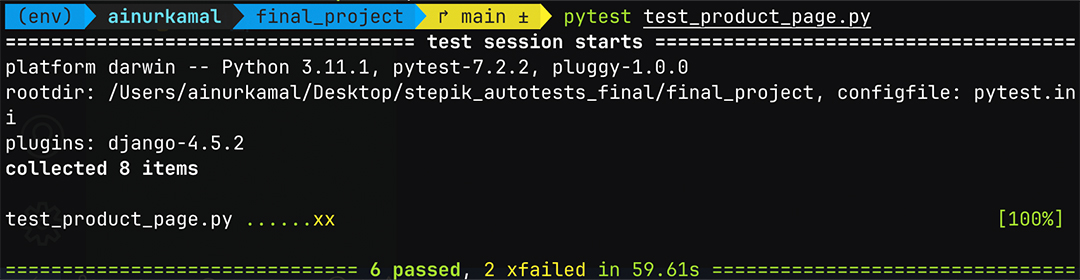 (env) ainurkamal final_project ↱ main ± pytest test_product_page.py
================================== test session starts ===================================
platform darwin -- Python 3.11.1, pytest-7.2.2, pluggy-1.0.0
rootdir: /Users/ainurkamal/Desktop/stepik_autotests_final/final_project, configfile: pytest.in
i
plugins: django-4.5.2
collected 8 items
test_product_page.py ......xx [100%]
============================= 6 passed, 2 xfailed in 59.61s ==============================